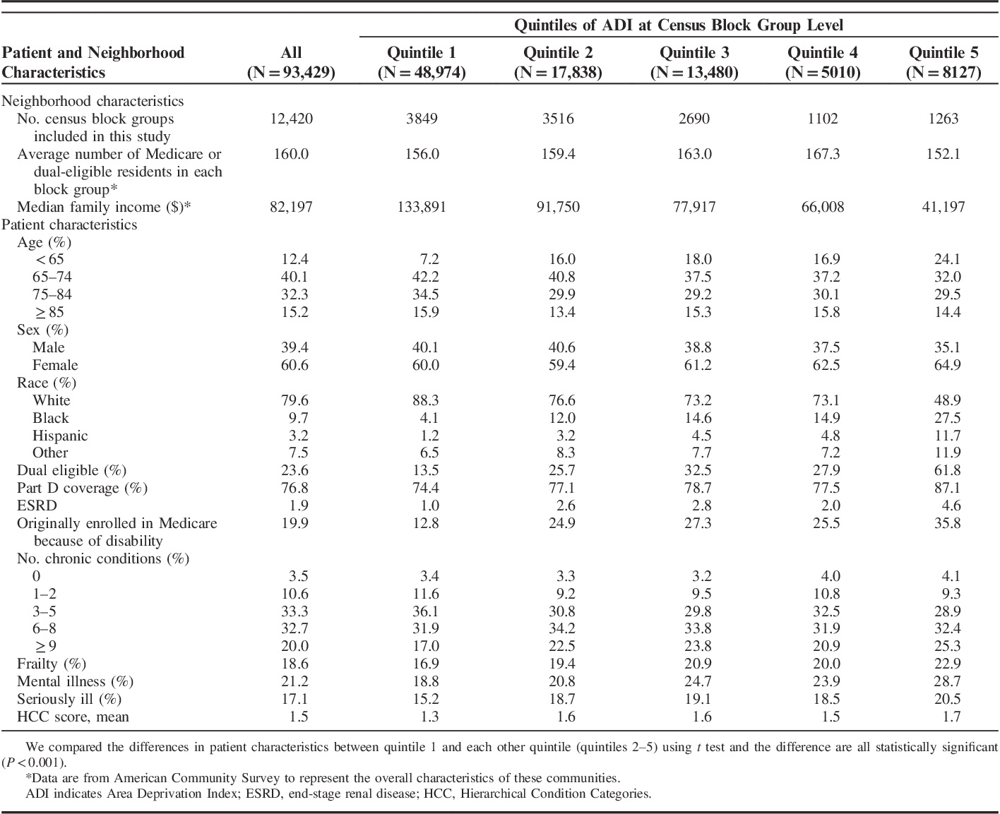 Quintiles of ADI at Census Block Group Level
Patient and Neighborhood All Quintile 1 Quintile 2 Quintile 3 Quintile 4 Quintile 5
Characteristics (N = 93,429) (N = 48,974) (N = 17,838) (N = 13,480) (N = 5010) (N = 8127)
Neighborhood characteristics
No. census block groups 12,420 3849 3516 2690 1102 1263
included in this study
Average number of Medicare or 160.0 156.0 159.4 163.0 167.3 152.1
dual-eligible residents in each
block group*
Median family income ($)* 82,197 133,891 91,750 77,917 66,008 41,197
Patient characteristics
Age (%)
< 65 12.4 7.2 16.0 18.0 16.9 24.1
65–74 40.1 42.2 40.8 37.5 37.2 32.0
75–84 32.3 34.5 29.9 29.2 30.1 29.5
≥ 85 15.2 15.9 13.4 15.3 15.8 14.4
Sex (%)
Male 39.4 40.1 40.6 38.8 37.5 35.1
Female 60.6 60.0 59.4 61.2 62.5 64.9
Race (%)
White 79.6 88.3 76.6 73.2 73.1 48.9
Black 9.7 4.1 12.0 14.6 14.9 27.5
Hispanic 3.2 1.2 3.2 4.5 4.8 11.7
Other 7.5 6.5 8.3 7.7 7.2 11.9
Dual eligible (%) 23.6 13.5 25.7 32.5 27.9 61.8
Part D coverage (%) 76.8 74.4 77.1 78.7 77.5 87.1
ESRD 1.9 1.0 2.6 2.8 2.0 4.6
Originally enrolled in Medicare 19.9 12.8 24.9 27.3 25.5 35.8
because of disability
No. chronic conditions (%)
0 3.5 3.4 3.3 3.2 4.0 4.1
1–2 10.6 11.6 9.2 9.5 10.8 9.3
3–5 33.3 36.1 30.8 29.8 32.5 28.9
6–8 32.7 31.9 34.2 33.8 31.9 32.4
≥ 9 20.0 17.0 22.5 23.8 20.9 25.3
Frailty (%) 18.6 16.9 19.4 20.9 20.0 22.9
Mental illness (%) 21.2 18.8 20.8 24.7 23.9 28.7
Seriously ill (%) 17.1 15.2 18.7 19.1 18.5 20.5
HCC score, mean 1.5 1.3 1.6 1.6 1.5 1.7
We compared the differences in patient characteristics between quintile 1 and each other quintile (quintiles 2–5) using t test and the difference are all statistically significant
(P < 0.001).
*Data are from American Community Survey to represent the overall characteristics of these communities.
ADI indicates Area Deprivation Index; ESRD, end-stage renal disease; HCC, Hierarchical Condition Categories.